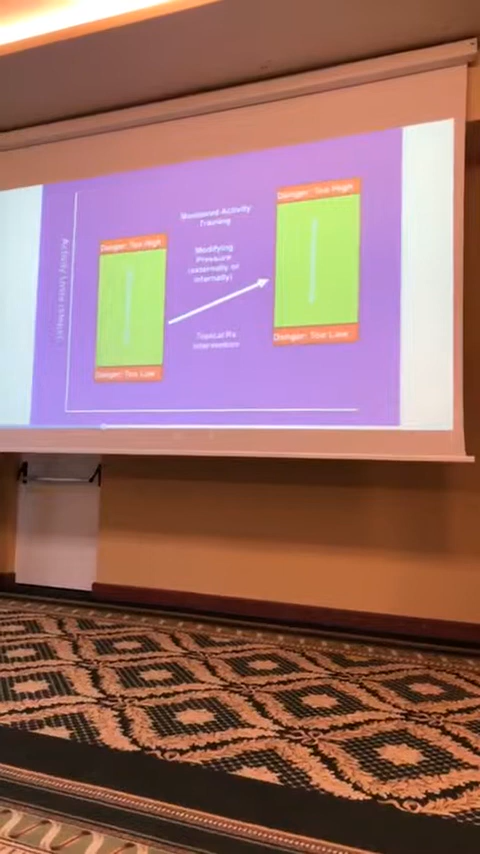 Danger: Too High
Danger: Too Low
Measured Activity
Training
Modifying
Pressure
(externally or
internally)
Topical Rx
Intervention
Danger: Too High
Danger: Too Low